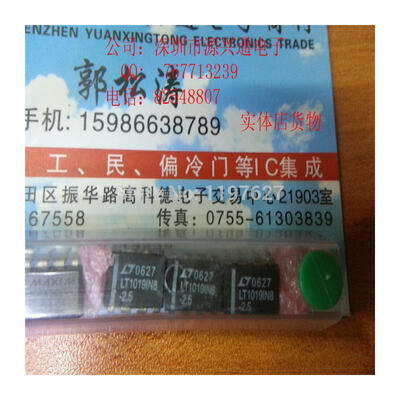 ENZHEN YUANXINGTONG ELECTRONICS TRADE
公司：深圳市源兴通电子
QQ: 767713239
郭松涛
电话：82548807
手机: 15986638789
实体店货物
工、民、偏冷门等IC集成
田区振华路高科德电子交易中心21903室
67558
传真: 0755-61303839
0627
LT1019IN8
-2.5
0627
LT1019IN8
-2.5
0627
LT1019IN8
-2.5